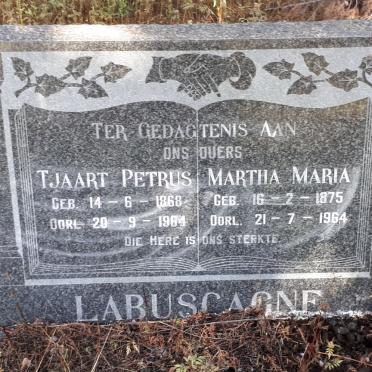 TER GEDAGTENIS AAN
ONS OUERS
TJAART PETRUS MARTHA MARIA
GEB. 14-6-1868 GEB. 16-2-1875
OORL. 20-9-1964 OORL. 21-7-1964
DIE HERE IS ONS STERKTE.
LABUSCAGNE